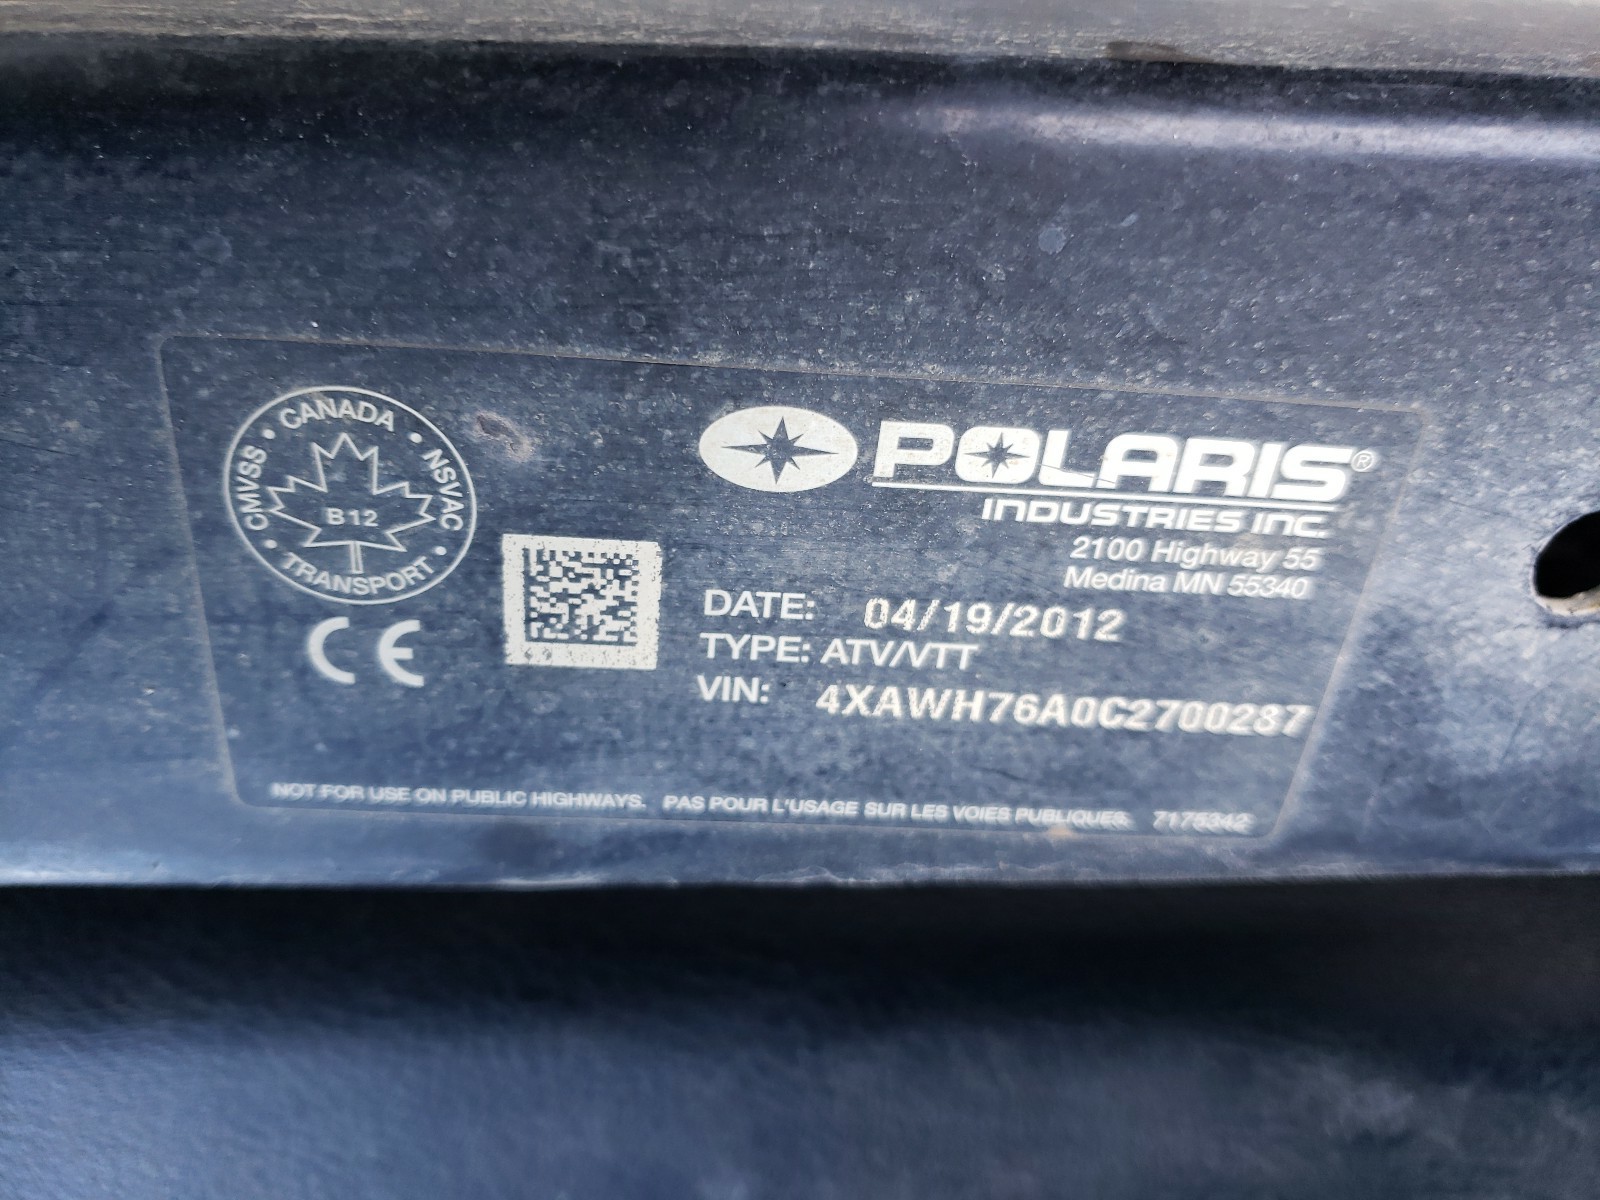 CANADA • NSVAC • TRANSPORT • CMVSS •
B12
CE
POLARIS®
INDUSTRIES INC.
2100 Highway 55
Medina MN 55340
DATE: 04/19/2012
TYPE: ATV/VTT
VIN: 4XAWH76A0C2700287
NOT FOR USE ON PUBLIC HIGHWAYS. PAS POUR L'USAGE SUR LES VOIES PUBLIQUES. 7175342